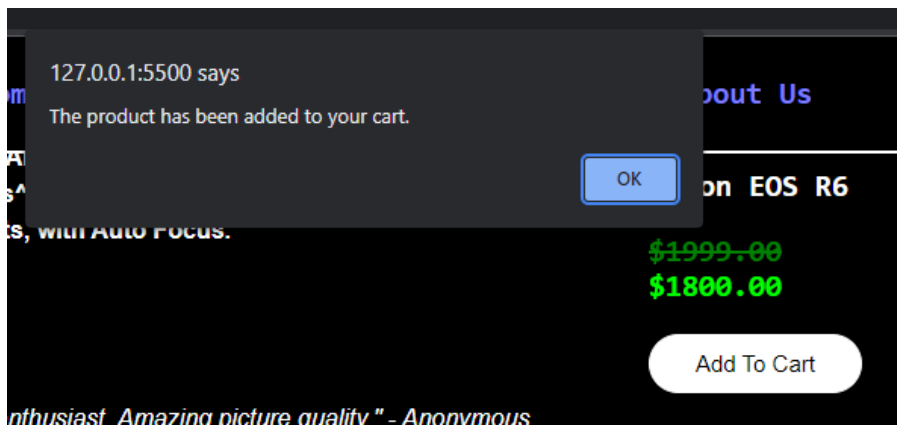 127.0.0.1:5500 says
The product has been added to your cart.
OK
om
bout Us
on EOS R6
ts, with Auto Focus.
$1999.00
$1800.00
Add To Cart
nthusiast Amazing picture quality " - Anonymous